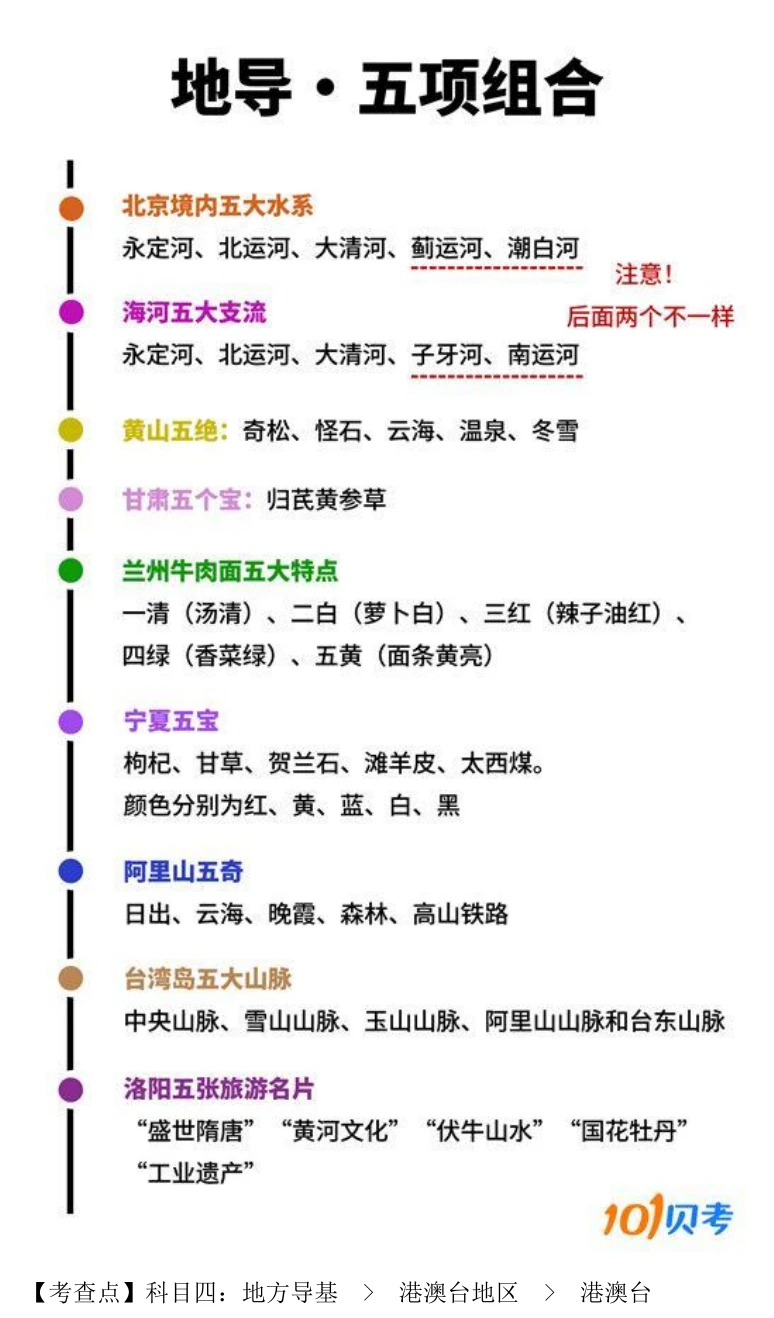 地导·五项组合
北京境内五大水系
永定河、北运河、大清河、蓟运河、潮白河
注意！
海河五大支流
后面两个不一样
永定河、北运河、大清河、子牙河、南运河
黄山五绝：奇松、怪石、云海、温泉、冬雪
甘肃五个宝：归芪黄参草
兰州牛肉面五大特点
一清（汤清）、二白（萝卜白）、三红（辣子油红）、
四绿（香菜绿）、五黄（面条黄亮）
宁夏五宝
枸杞、甘草、贺兰石、滩羊皮、太西煤。
颜色分别为红、黄、蓝、白、黑
阿里山五奇
日出、云海、晚霞、森林、高山铁路
台湾岛五大山脉
中央山脉、雪山山脉、玉山山脉、阿里山山脉和台东山脉
洛阳五张旅游名片
“盛世隋唐” “黄河文化” “伏牛山水” “国花牡丹”
“工业遗产”
101贝考
【考查点】科目四：地方导基 > 港澳台地区 > 港澳台